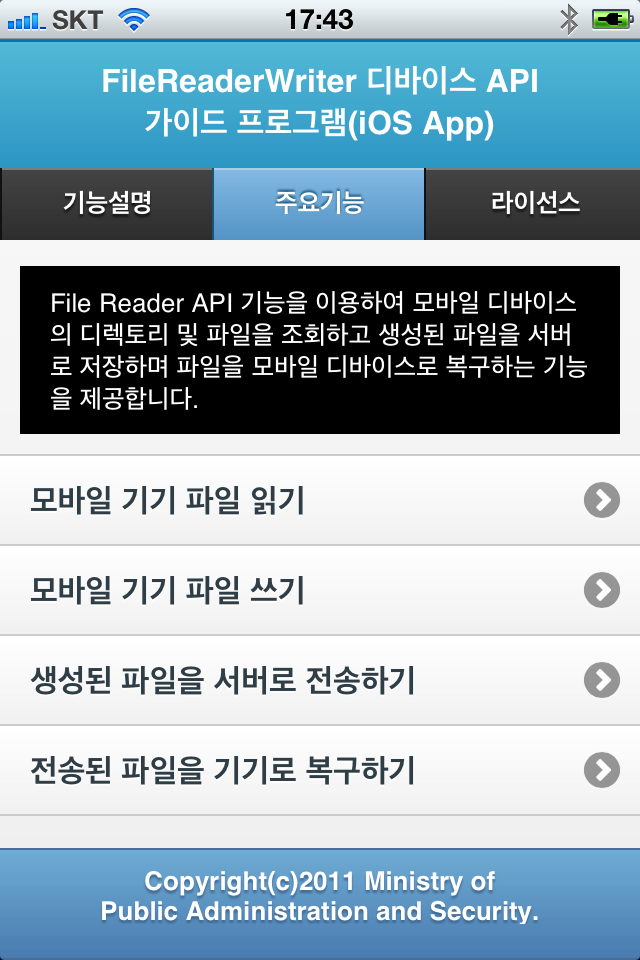 SKT 17:43
FileReaderWriter 디바이스 API
가이드 프로그램(iOS App)
기능설명 주요기능 라이선스
File Reader API 기능을 이용하여 모바일 디바이스
의 디렉토리 및 파일을 조회하고 생성된 파일을 서버
로 저장하며 파일을 모바일 디바이스로 복구하는 기능
을 제공합니다.
모바일 기기 파일 읽기
모바일 기기 파일 쓰기
생성된 파일을 서버로 전송하기
전송된 파일을 기기로 복구하기
Copyright(c)2011 Ministry of
Public Administration and Security.